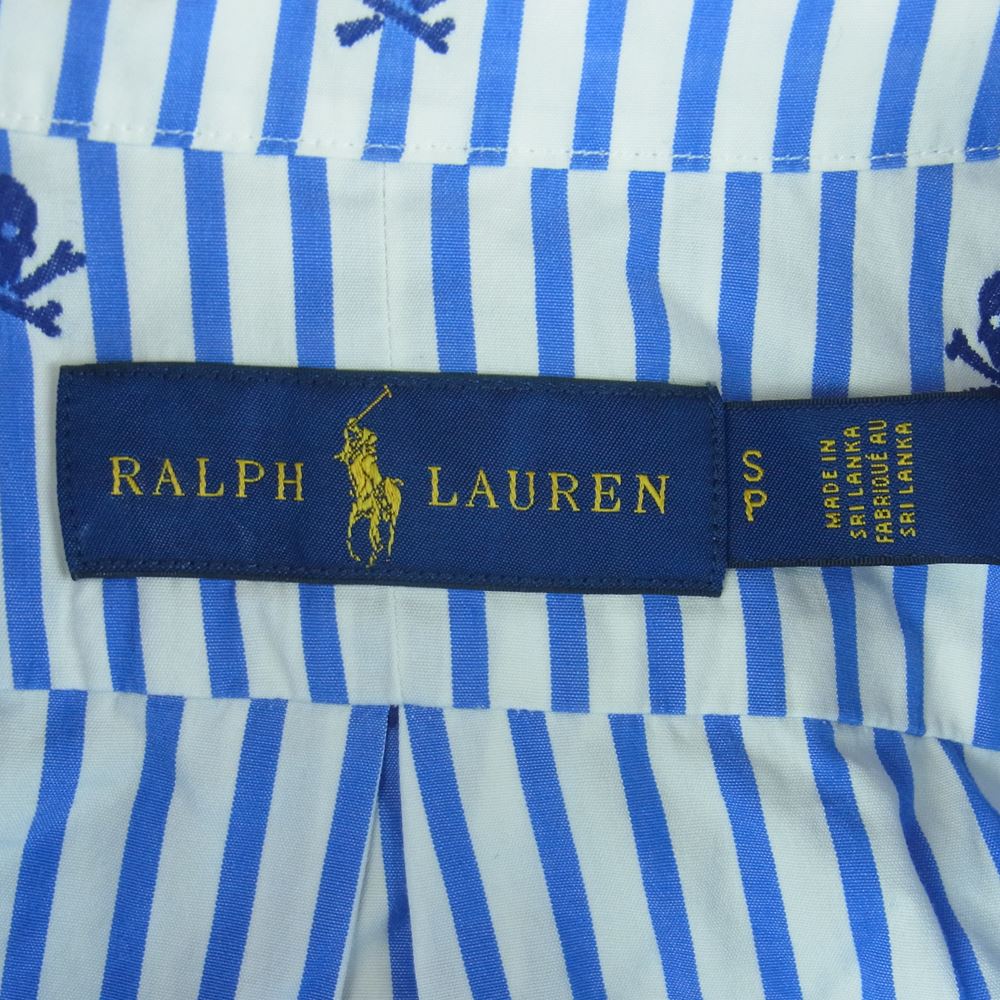 RALPH LAUREN
S
P
MADE IN
SRI LANKA
FABRIQUÉ AU
SRI LANKA